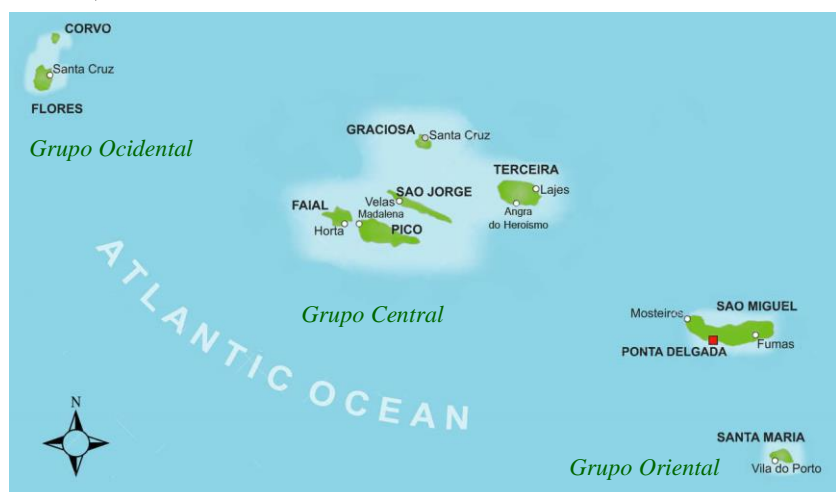 CORVO
Santa Cruz
FLORES
Grupo Ocidental
GRACIOSA
Santa Cruz
TERCEIRA
Lajes
Angra
do Heroísmo
SAO JORGE
Velas
FAIAL
Madalena
Horta
PICO
Grupo Central
ATLANTIC OCEAN
SAO MIGUEL
Mosteiros
Fumas
PONTA DELGADA
N
SANTA MARIA
Vila do Porto
Grupo Oriental